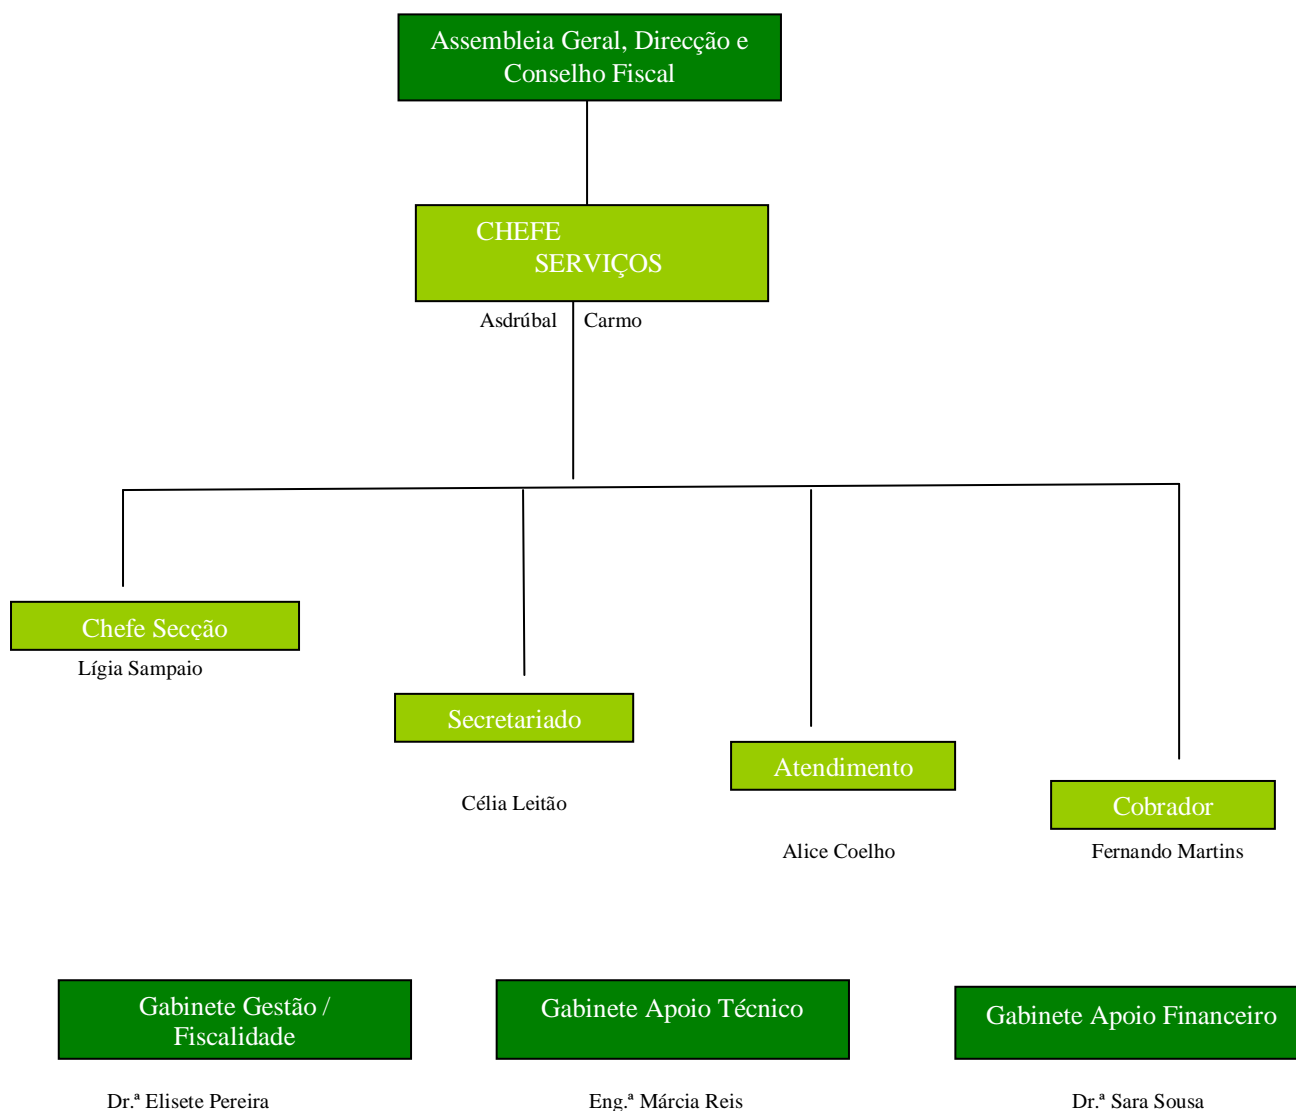 Assembleia Geral, Direcção e
Conselho Fiscal
CHEFE
SERVIÇOS
Asdrúbal Carmo
Chefe Secção
Lígia Sampaio
Secretariado
Célia Leitão
Atendimento
Alice Coelho
Cobrador
Fernando Martins
Gabinete Gestão /
Fiscalidade
Dr.ª Elisete Pereira
Gabinete Apoio Técnico
Eng.ª Márcia Reis
Gabinete Apoio Financeiro
Dr.ª Sara Sousa